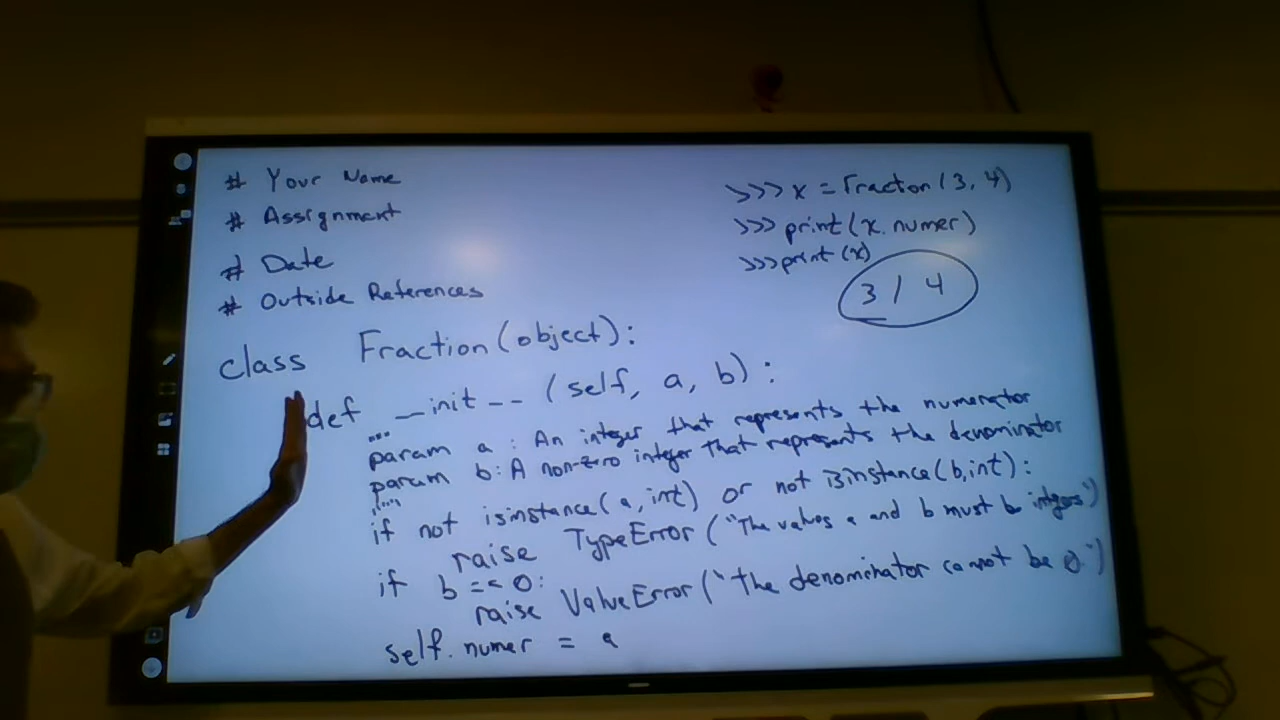 # Your Name
# Assignment
# Date
# Outside References
>>> x = Fracton (3, 4)
>>> print (x. numer)
>>> print (x)
3 / 4
class Fraction (object):
def __init__ (self, a, b):
"""
param a: An integer that represents the numerator
param b: A non-zero integer that represents the denominator
"""
if not isinstance (a, int) or not isinstance (b, int):
raise TypeError ("The values a and b must be integers")
if b == 0:
raise ValueError ("The denominator cannot be 0")
self. numer = a